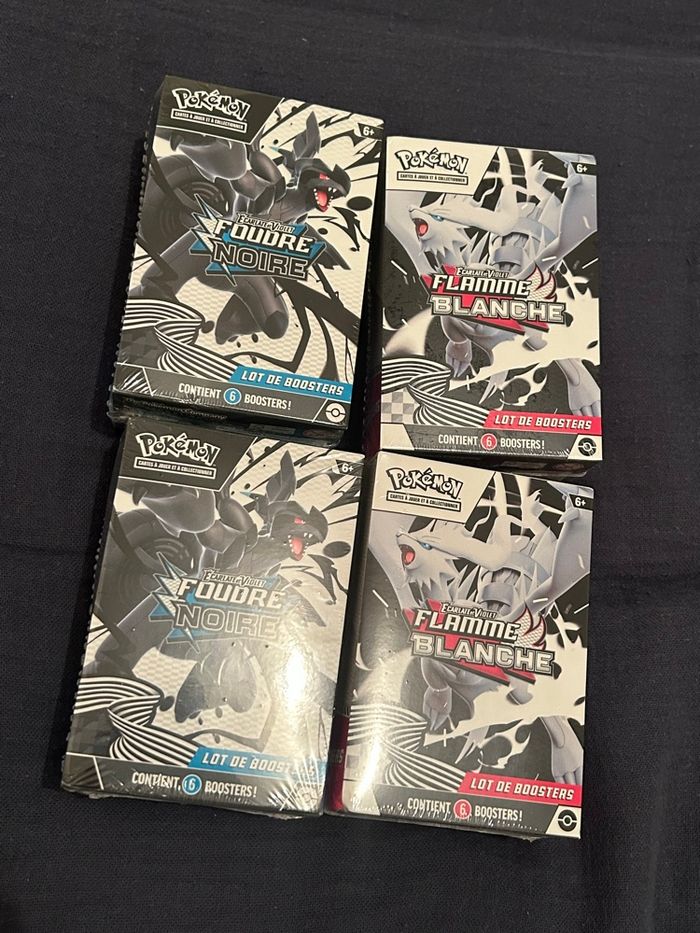 POKÉMON
CARTES À JOUER ET À COLLECTIONNER
6+
ÉCARLATE ET VIOLET
FOUDRE
NOIRE
LOT DE BOOSTERS
CONTIENT 6 BOOSTERS!
POKÉMON
CARTES À JOUER ET À COLLECTIONNER
6+
ÉCARLATE ET VIOLET
FLAMME
BLANCHE
LOT DE BOOSTERS
CONTIENT 6 BOOSTERS!
POKÉMON
CARTES À JOUER ET À COLLECTIONNER
6+
ÉCARLATE ET VIOLET
FOUDRE
NOIRE
LOT DE BOOSTERS
CONTIENT 6 BOOSTERS!
POKÉMON
CARTES À JOUER ET À COLLECTIONNER
6+
ÉCARLATE ET VIOLET
FLAMME
BLANCHE
LOT DE BOOSTERS
CONTIENT 6 BOOSTERS!